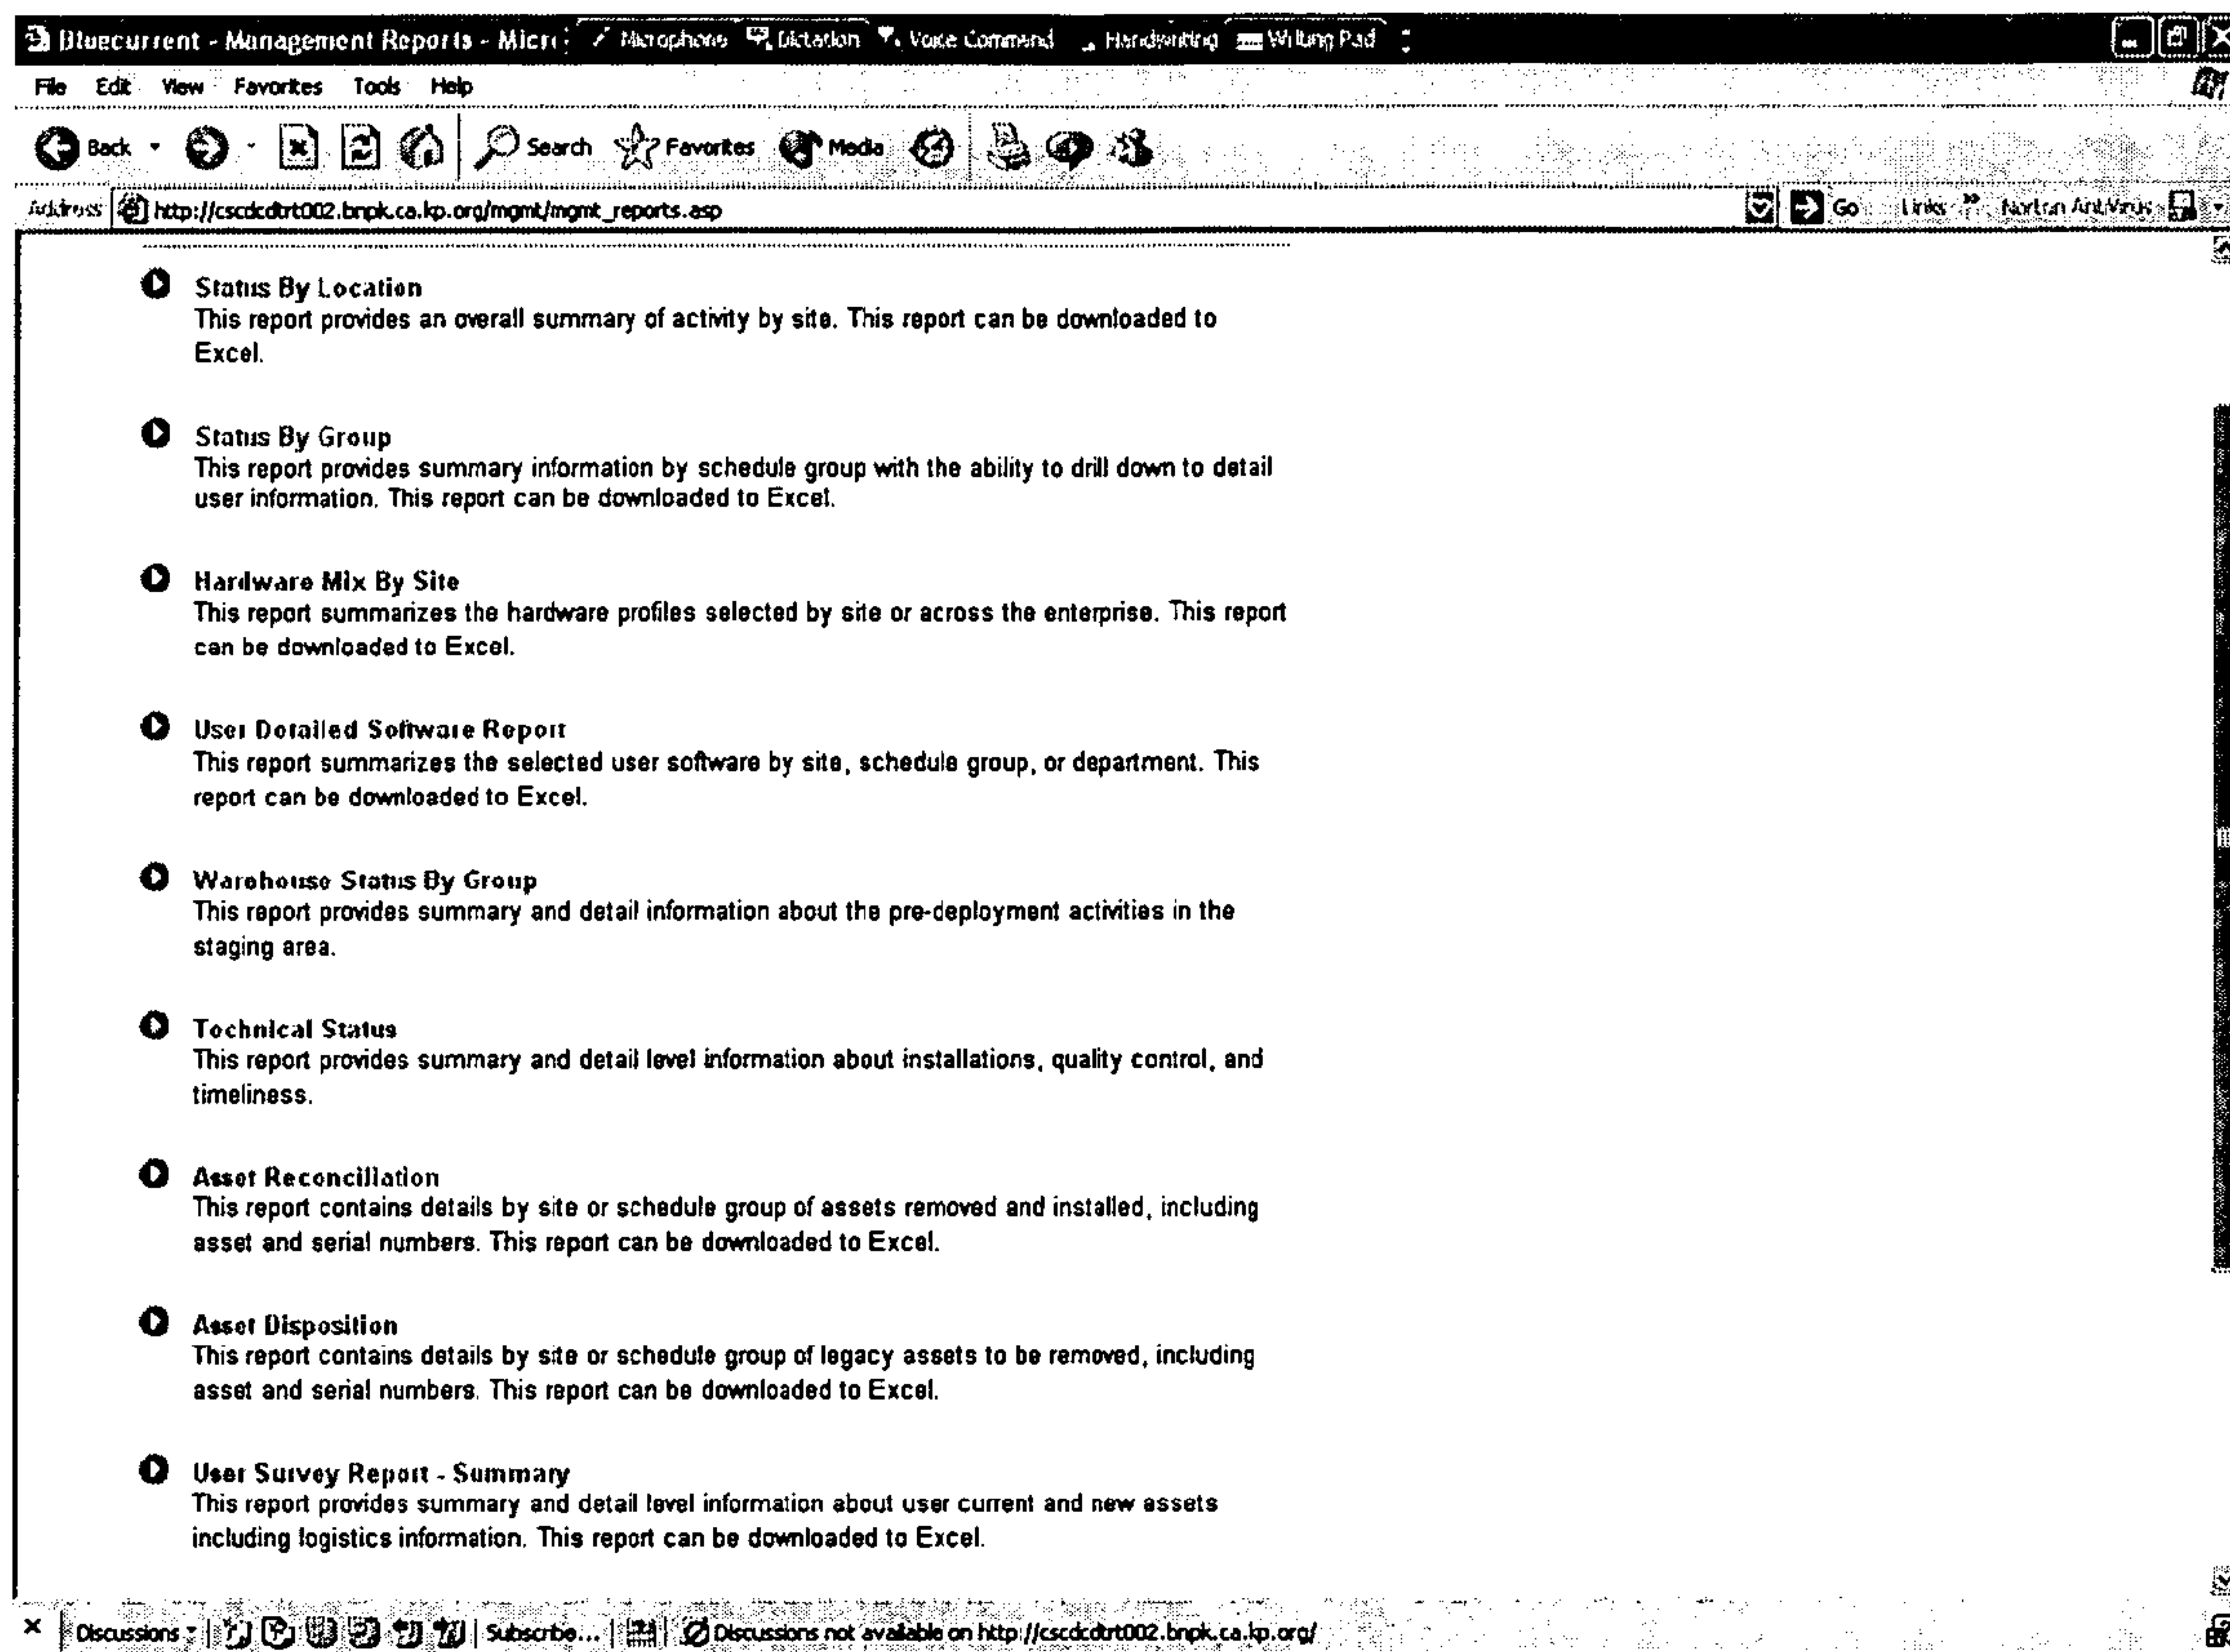 Bluecurrent - Management Reports - Micr Microphone Dictation Voice Command Handwriting Writing Pad
File Edit View Favorites Tools Help
Back Search Favorites Media
Address http://cscdcdtrt002.bnpk.ca.kp.org/mgmt/mgmt_reports.asp Go Links » Norton AntiVirus
Status By Location
This report provides an overall summary of activity by site. This report can be downloaded to
Excel.
Status By Group
This report provides summary information by schedule group with the ability to drill down to detail
user information. This report can be downloaded to Excel.
Hardware Mix By Site
This report summarizes the hardware profiles selected by site or across the enterprise. This report
can be downloaded to Excel.
User Detailed Software Report
This report summarizes the selected user software by site, schedule group, or department. This
report can be downloaded to Excel.
Warehouse Status By Group
This report provides summary and detail information about the pre-deployment activities in the
staging area.
Technical Status
This report provides summary and detail level information about installations, quality control, and
timeliness.
Asset Reconciliation
This report contains details by site or schedule group of assets removed and installed, including
asset and serial numbers. This report can be downloaded to Excel.
Asset Disposition
This report contains details by site or schedule group of legacy assets to be removed, including
asset and serial numbers. This report can be downloaded to Excel.
User Survey Report - Summary
This report provides summary and detail level information about user current and new assets
including logistics information. This report can be downloaded to Excel.
Discussions Subscribe... Discussions not available on http://cscdcdtrt002.bnpk.ca.kp.org/